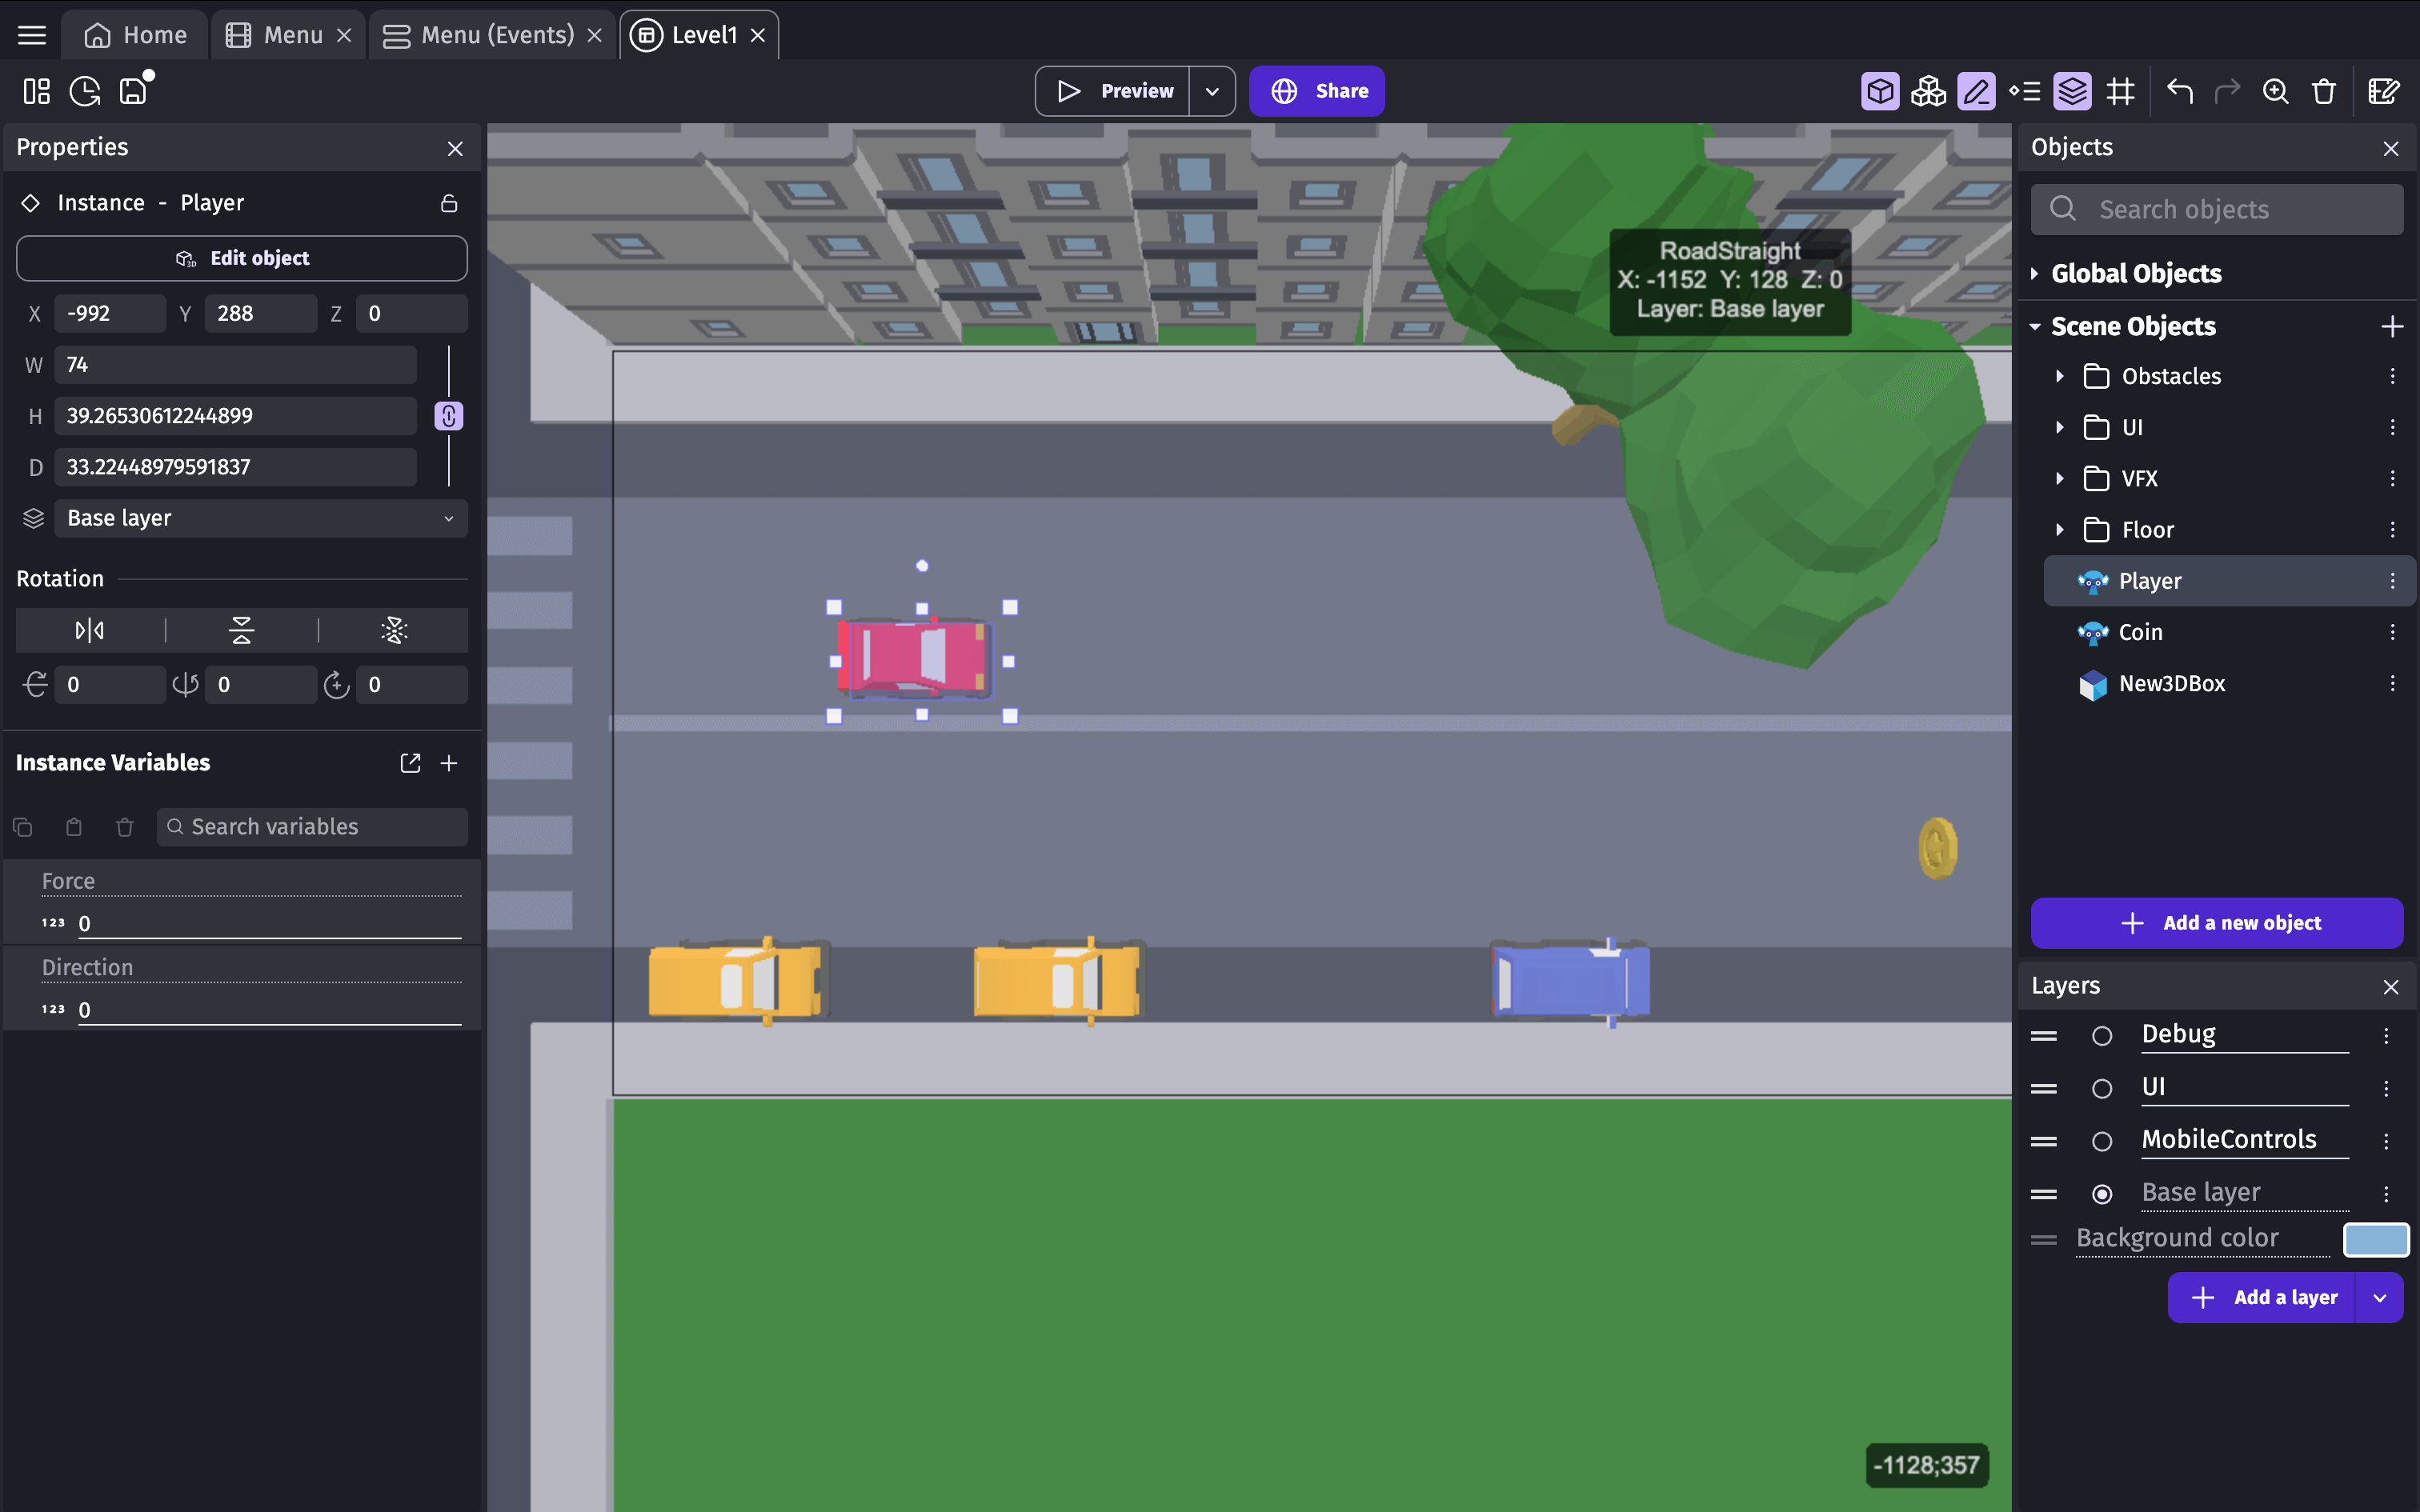 Home
Menu
Menu (Events)
Level1
Preview
Share
Properties
Instance - Player
Edit object
X -992 Y 288 Z 0
W 74
H 39.26530612244899
D 33.22448979591837
Base layer
Rotation
0 0 0
Instance Variables
Search variables
Force
123 0
Direction
123 0
RoadStraight
X: -1152 Y: 128 Z: 0
Layer: Base layer
-1128;357
Objects
Search objects
Global Objects
Scene Objects
Obstacles
UI
VFX
Floor
Player
Coin
New3DBox
Add a new object
Layers
Debug
UI
MobileControls
Base layer
Background color
Add a layer